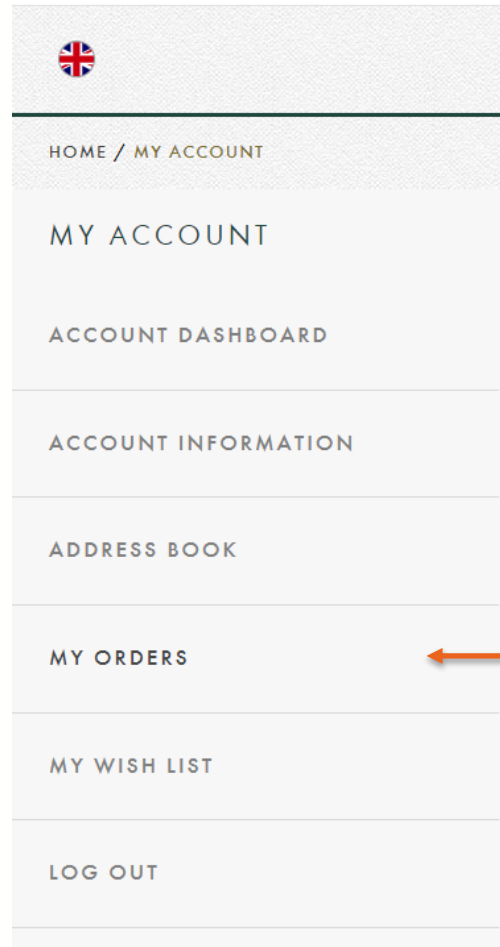 HOME / MY ACCOUNT
MY ACCOUNT
ACCOUNT DASHBOARD
ACCOUNT INFORMATION
ADDRESS BOOK
MY ORDERS
MY WISH LIST
LOG OUT